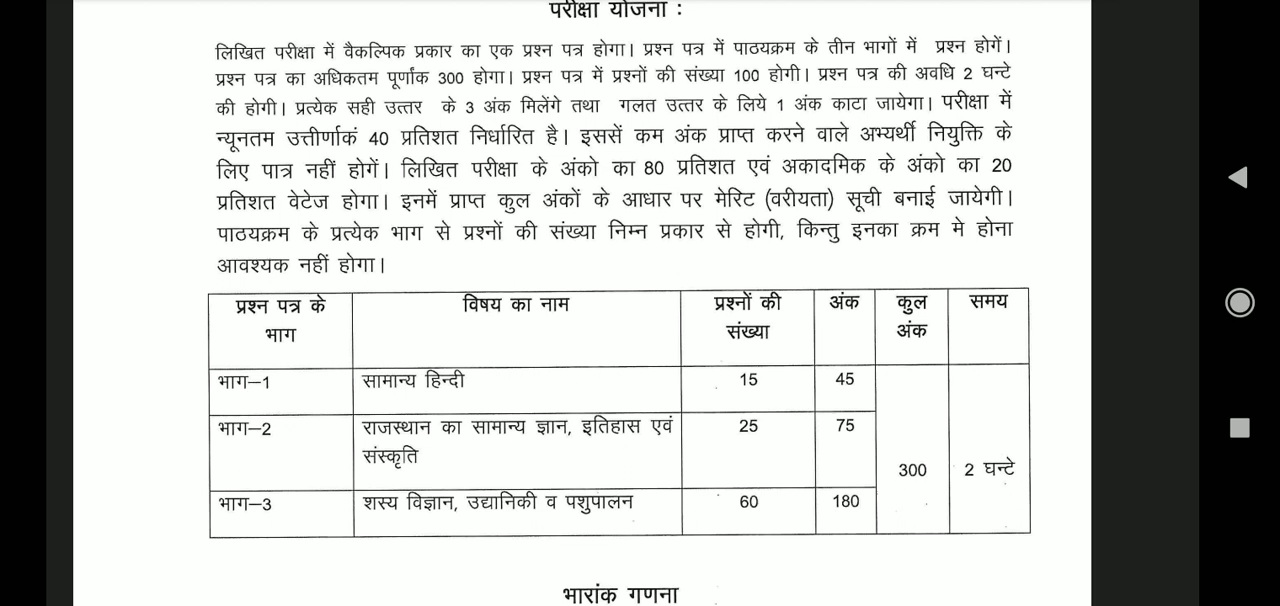 परीक्षा योजना :
लिखित परीक्षा में वैकल्पिक प्रकार का एक प्रश्न पत्र होगा। प्रश्न पत्र में पाठयक्रम के तीन भागों में प्रश्न होगें।
प्रश्न पत्र का अधिकतम पूर्णांक 300 होगा। प्रश्न पत्र में प्रश्नों की संख्या 100 होगी। प्रश्न पत्र की अवधि 2 घन्टे
की होगी। प्रत्येक सही उत्तर के 3 अंक मिलेंगे तथा गलत उत्तर के लिये 1 अंक काटा जायेगा। परीक्षा में
न्यूनतम उत्तीर्णाकं 40 प्रतिशत निर्धारित है। इससें कम अंक प्राप्त करने वाले अभ्यर्थी नियुक्ति के
लिए पात्र नहीं होगें। लिखित परीक्षा के अंको का 80 प्रतिशत एवं अकादमिक के अंको का 20
प्रतिशत वेटेज होगा। इनमें प्राप्त कुल अंकों के आधार पर मेरिट (वरीयता) सूची बनाई जायेगी।
पाठयक्रम के प्रत्येक भाग से प्रश्नों की संख्या निम्न प्रकार से होगी, किन्तु इनका क्रम मे होना
आवश्यक नहीं होगा।
प्रश्न पत्र के भाग विषय का नाम प्रश्नों की संख्या अंक कुल अंक समय
भाग–1 सामान्य हिन्दी 15 45
भाग–2 राजस्थान का सामान्य ज्ञान, इतिहास एवं संस्कृति 25 75
300 2 घन्टे
भाग–3 शस्य विज्ञान, उद्यानिकी व पशुपालन 60 180
भारांक गणना